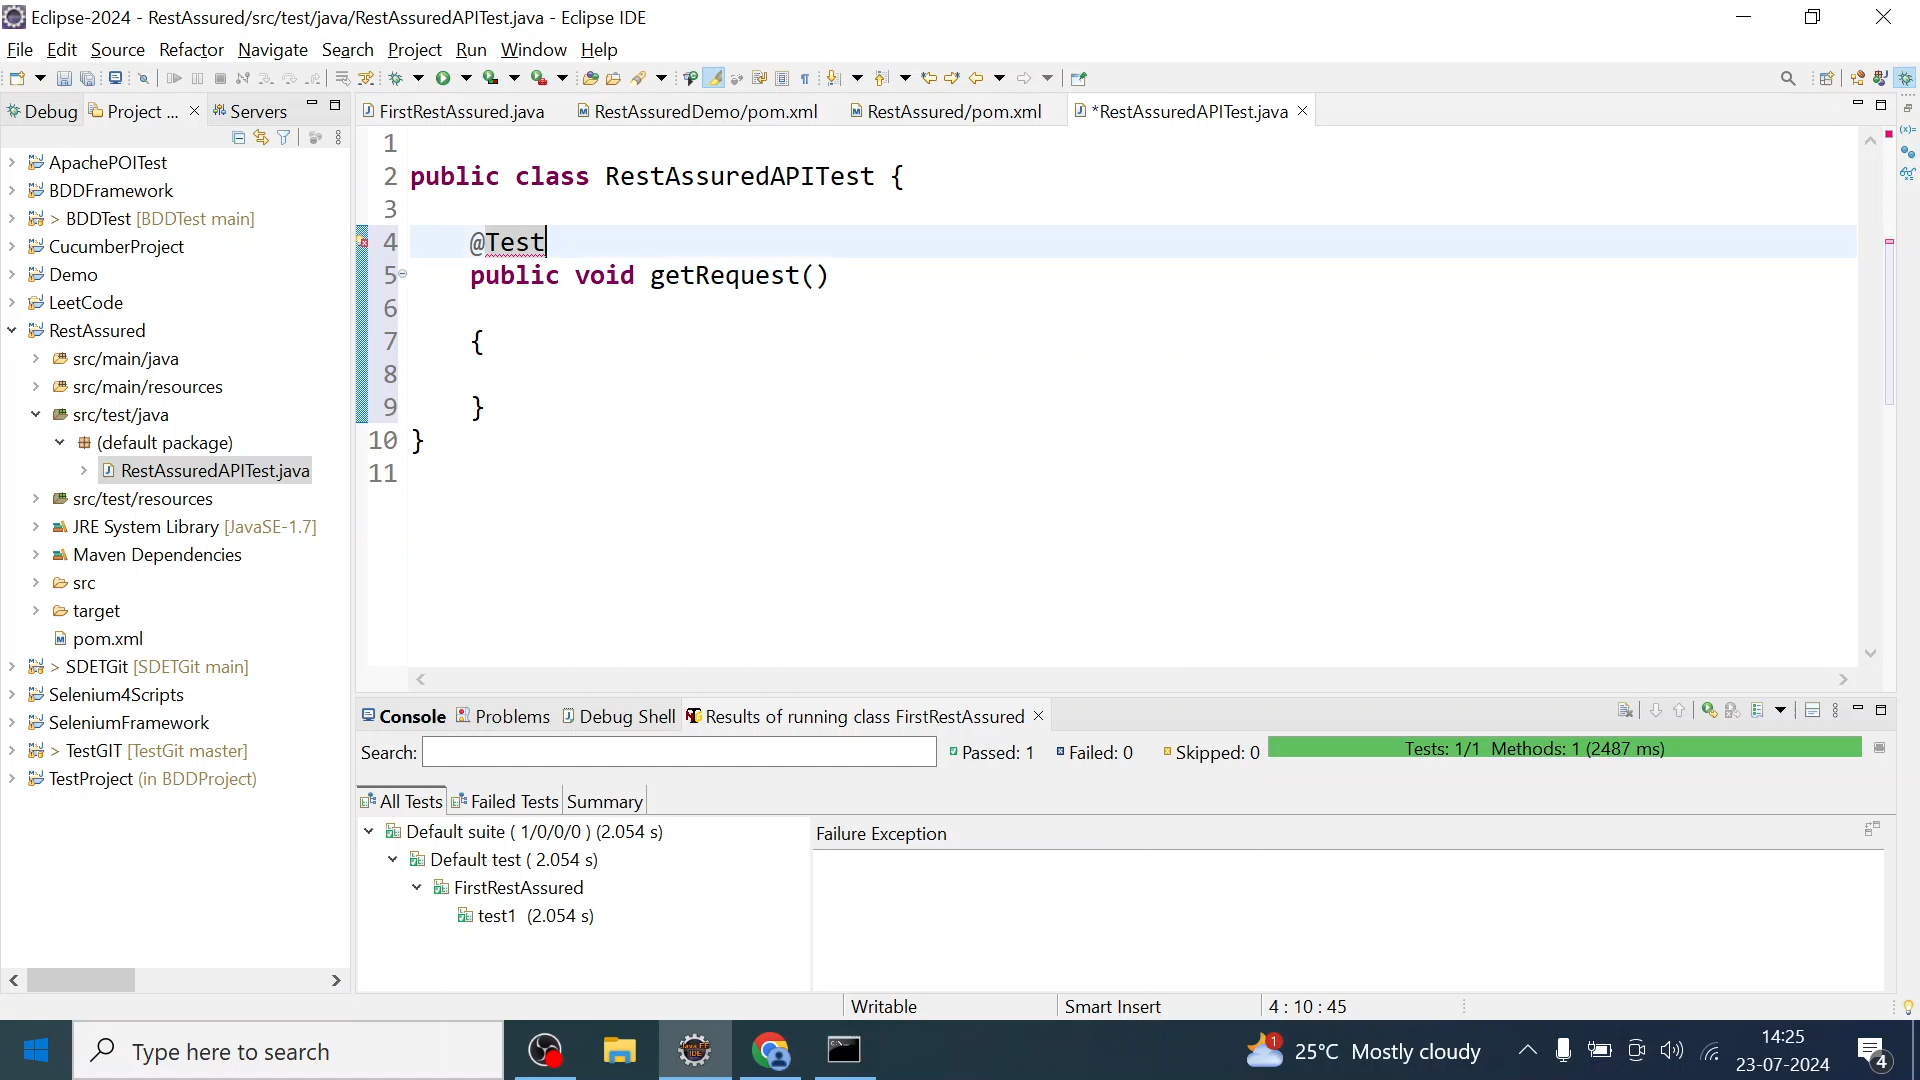 Eclipse-2024 - RestAssured/src/test/java/RestAssuredAPITest.java - Eclipse IDE
File Edit Source Refactor Navigate Search Project Run Window Help
Debug Project ... Servers
FirstRestAssured.java RestAssuredDemo/pom.xml RestAssured/pom.xml *RestAssuredAPITest.java
ApachePOITest
BDDFramework
> BDDTest [BDDTest main]
CucumberProject
Demo
LeetCode
RestAssured
src/main/java
src/main/resources
src/test/java
(default package)
RestAssuredAPITest.java
src/test/resources
JRE System Library [JavaSE-1.7]
Maven Dependencies
src
target
pom.xml
> SDETGit [SDETGit main]
Selenium4Scripts
SeleniumFramework
> TestGIT [TestGit master]
TestProject (in BDDProject)
1
2 public class RestAssuredAPITest {
3
4 @Test
5 public void getRequest()
6
7 {
8
9 }
10 }
11
Console Problems Debug Shell Results of running class FirstRestAssured
Search: Passed: 1 Failed: 0 Skipped: 0 Tests: 1/1 Methods: 1 (2487 ms)
All Tests Failed Tests Summary
Default suite ( 1/0/0/0 ) (2.054 s)
Default test ( 2.054 s)
FirstRestAssured
test1 (2.054 s)
Failure Exception
Writable Smart Insert 4 : 10 : 45
Type here to search
1
25°C Mostly cloudy
14:25
23-07-2024
4